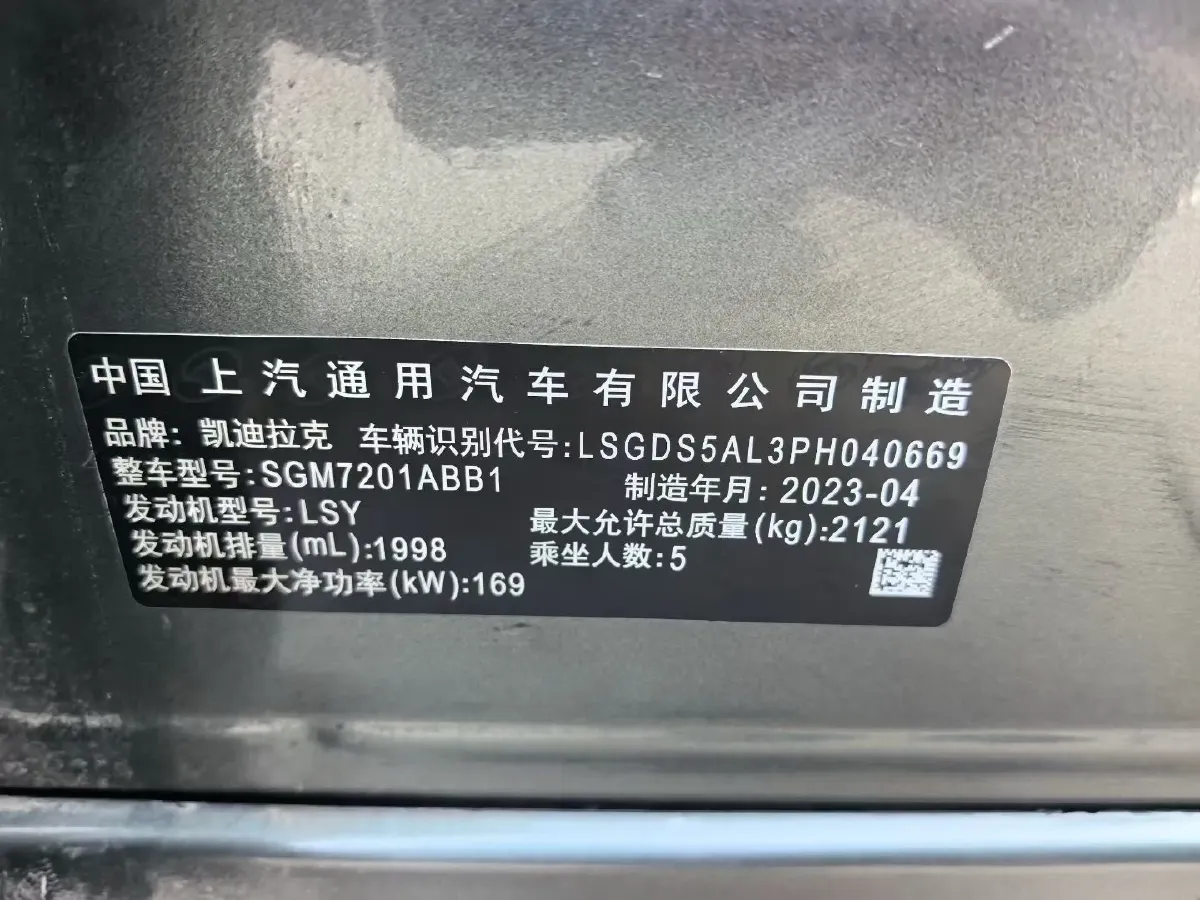 中国 上汽通用汽车有限公司制造
品牌: 凯迪拉克 车辆识别代号:LSGDS5AL3PH040669
整车型号:SGM7201ABB1 制造年月: 2023-04
发动机型号:LSY 最大允许总质量(kg):2121
发动机排量(mL):1998 乘坐人数:5
发动机最大净功率(kW):169